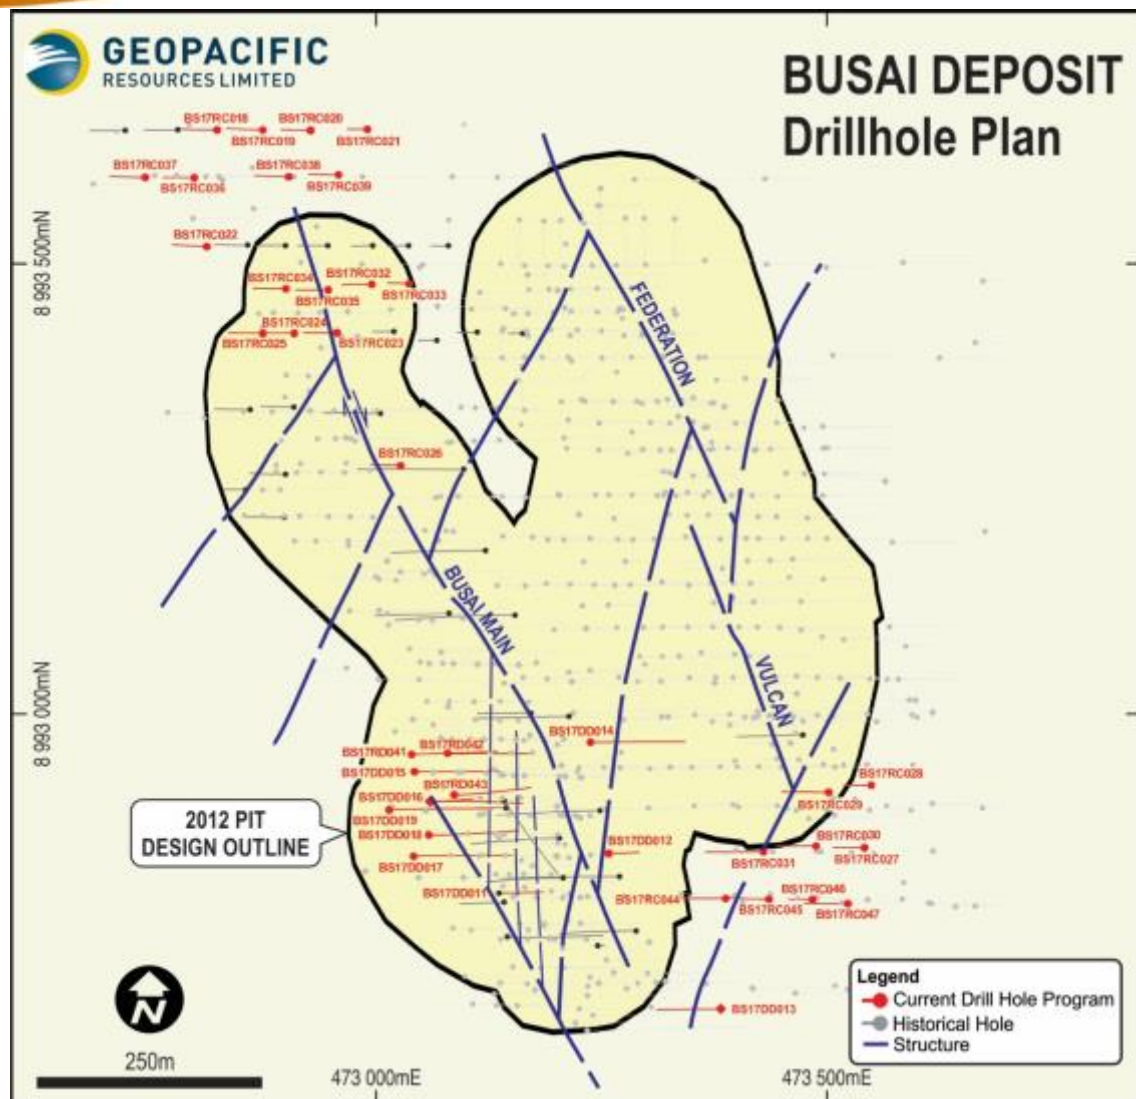 GEOPACIFIC
RESOURCES LIMITED
BUSAI DEPOSIT
Drillhole Plan
BS17RC018
BS17RC020
BS17RC019
BS17RC021
BS17RC037
BS17RC038
BS17RC036
BS17RC039
BS17RC022
8 993 500mN
BS17RC034
BS17RC032
BS17RC033
BS17RC035
BS17RC024
BS17RC025
BS17RC023
FEDERATION
BS17RC026
BUSAI MAIN
VULCAN
8 993 000mN
BS17DD014
BS17RD041
BS17RD042
BS17DD015
BS17RD043
BS17DD016
BS17DD019
BS17DD018
BS17DD017
BS17DD011
BS17DD012
BS17RC028
BS17RC029
BS17RC030
BS17RC031
BS17RC027
BS17RC044
BS17RC046
BS17RC045
BS17RC047
BS17DD013
2012 PIT
DESIGN OUTLINE
N
250m
473 000mE
473 500mE
Legend
Current Drill Hole Program
Historical Hole
Structure